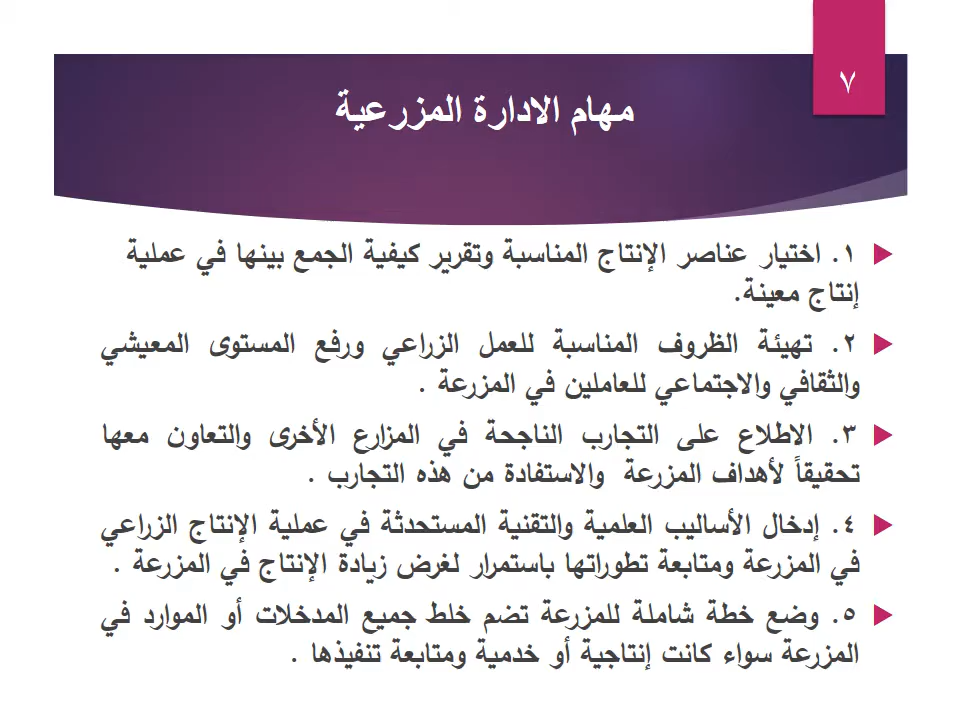 ٧
مهام الادارة المزرعية
١. اختيار عناصر الإنتاج المناسبة وتقرير كيفية الجمع بينها في عملية
إنتاج معينة.
٢. تهيئة الظروف المناسبة للعمل الزراعي ورفع المستوى المعيشي
والثقافي والاجتماعي للعاملين في المزرعة .
٣. الاطلاع على التجارب الناجحة في المزارع الأخرى والتعاون معها
تحقيقاً لأهداف المزرعة والاستفادة من هذه التجارب .
٤. إدخال الأساليب العلمية والتقنية المستحدثة في عملية الإنتاج الزراعي
في المزرعة ومتابعة تطوراتها باستمرار لغرض زيادة الإنتاج في المزرعة .
٥. وضع خطة شاملة للمزرعة تضم خلط جميع المدخلات أو الموارد في
المزرعة سواء كانت إنتاجية أو خدمية ومتابعة تنفيذها .